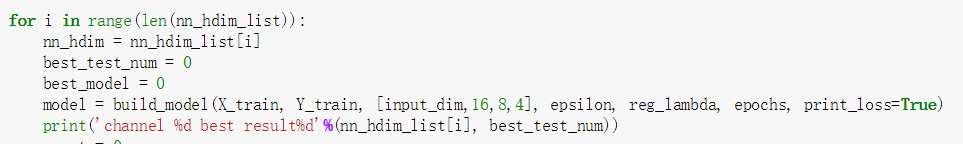 for i in range(len(nn_hdim_list)):
    nn_hdim = nn_hdim_list[i]
    best_test_num = 0
    best_model = 0
    model = build_model(X_train, Y_train, [input_dim,16,8,4], epsilon, reg_lambda, epochs, print_loss=True)
    print('channel %d best result%d'%(nn_hdim_list[i], best_test_num))